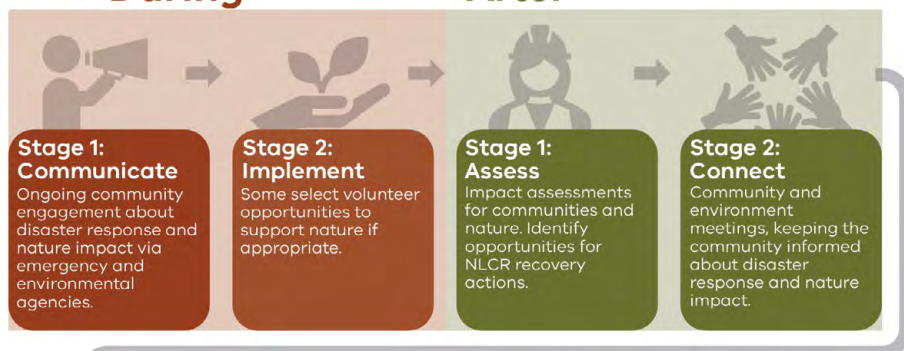 During
After
Stage 1:
Communicate
Ongoing community
engagement about
disaster response and
nature impact via
emergency and
environmental
agencies.
Stage 2:
Implement
Some select volunteer
opportunities to
support nature if
appropriate.
Stage 1:
Assess
Impact assessments
for communities and
nature. Identify
opportunities for
NLCR recovery
actions.
Stage 2:
Connect
Community and
environment
meetings, keeping the
community informed
about disaster
response and nature
impact.